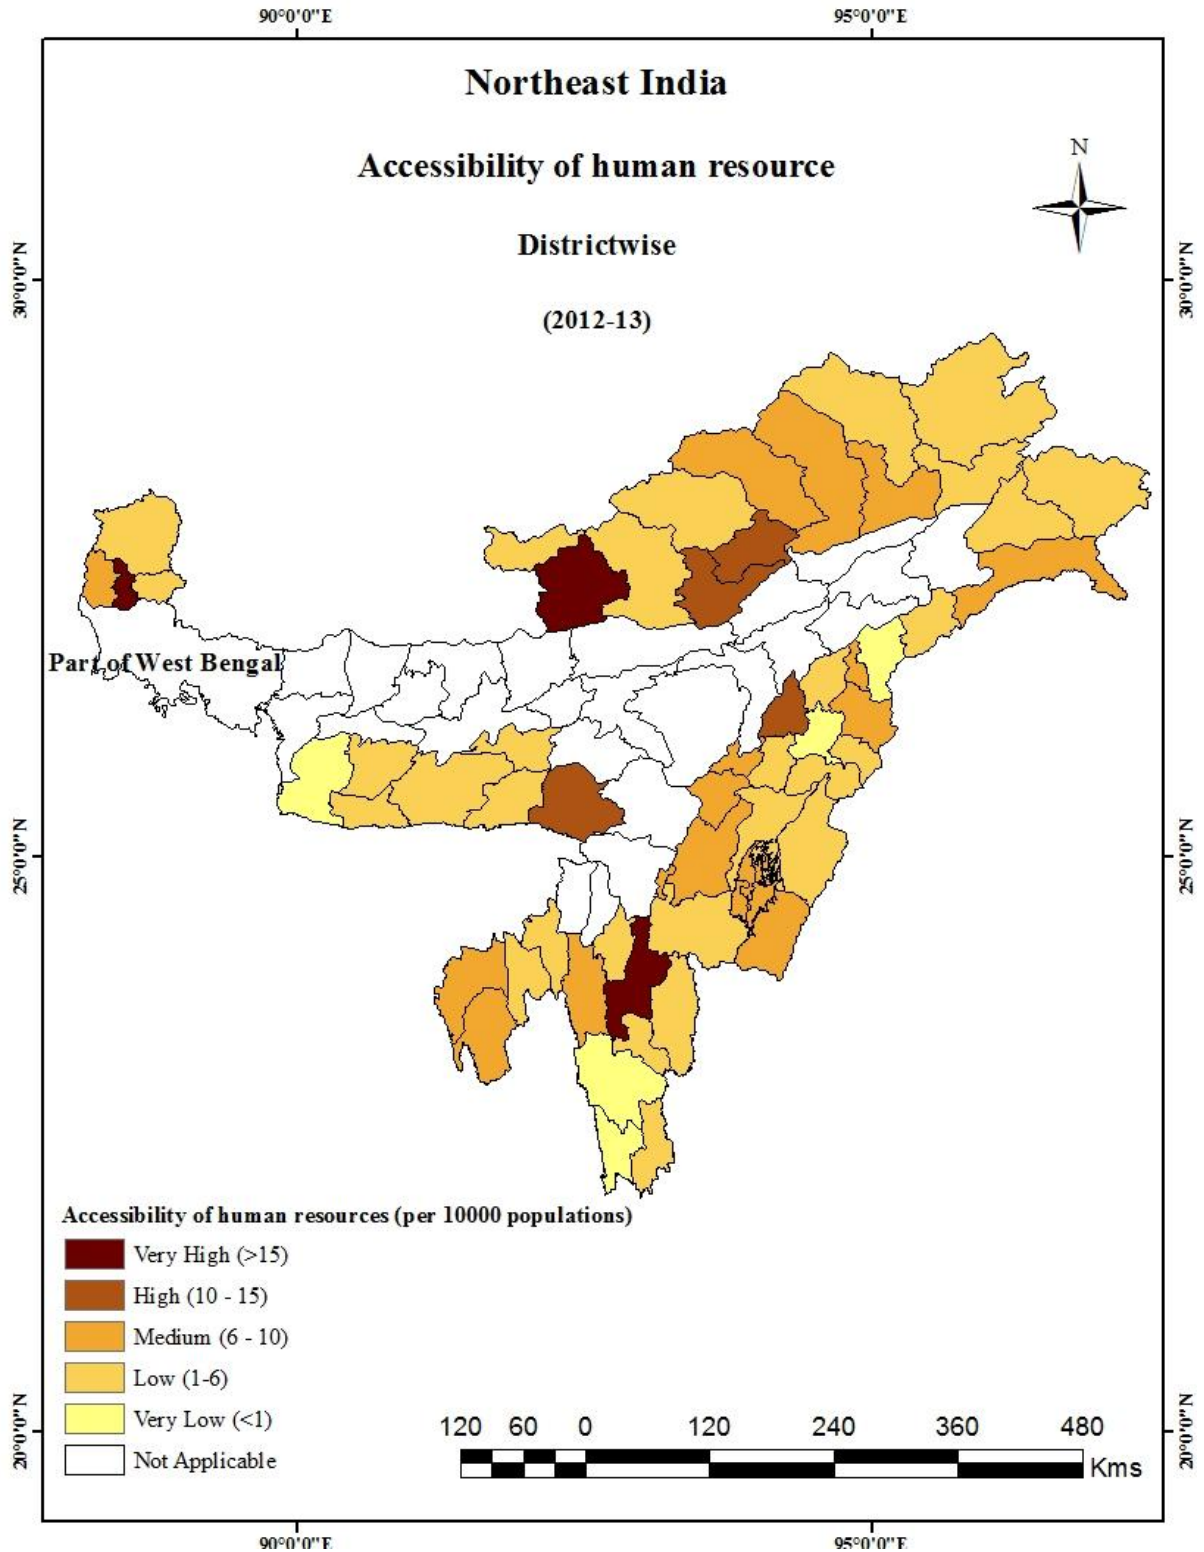 90°0'0"E 95°0'0"E
Northeast India
Accessibility of human resource
Districtwise
(2012-13)
N
30°0'0"N 30°0'0"N
Part of West Bengal
25°0'0"N 25°0'0"N
Accessibility of human resources (per 10000 populations)
Very High (>15)
High (10 - 15)
Medium (6 - 10)
Low (1-6)
Very Low (<1)
Not Applicable
120 60 0 120 240 360 480
Kms
20°0'0"N 20°0'0"N
90°0'0"E 95°0'0"E